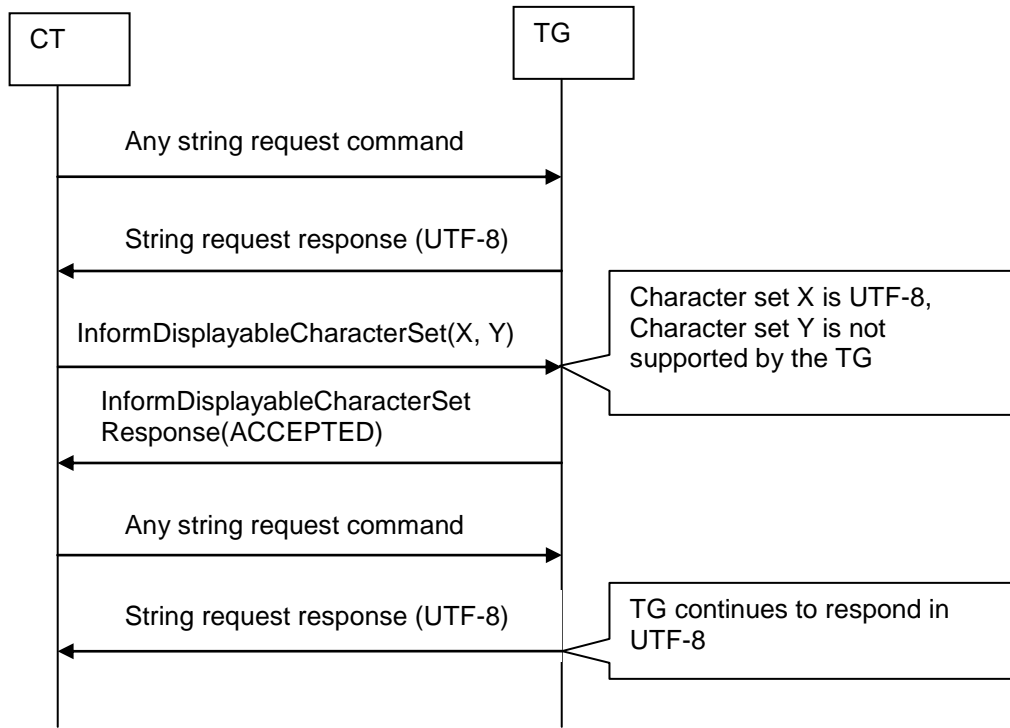 CT
TG
Any string request command
String request response (UTF-8)
Character set X is UTF-8,
Character set Y is not
supported by the TG
InformDisplayableCharacterSet(X, Y)
InformDisplayableCharacterSet
Response(ACCEPTED)
Any string request command
String request response (UTF-8)
TG continues to respond in
UTF-8